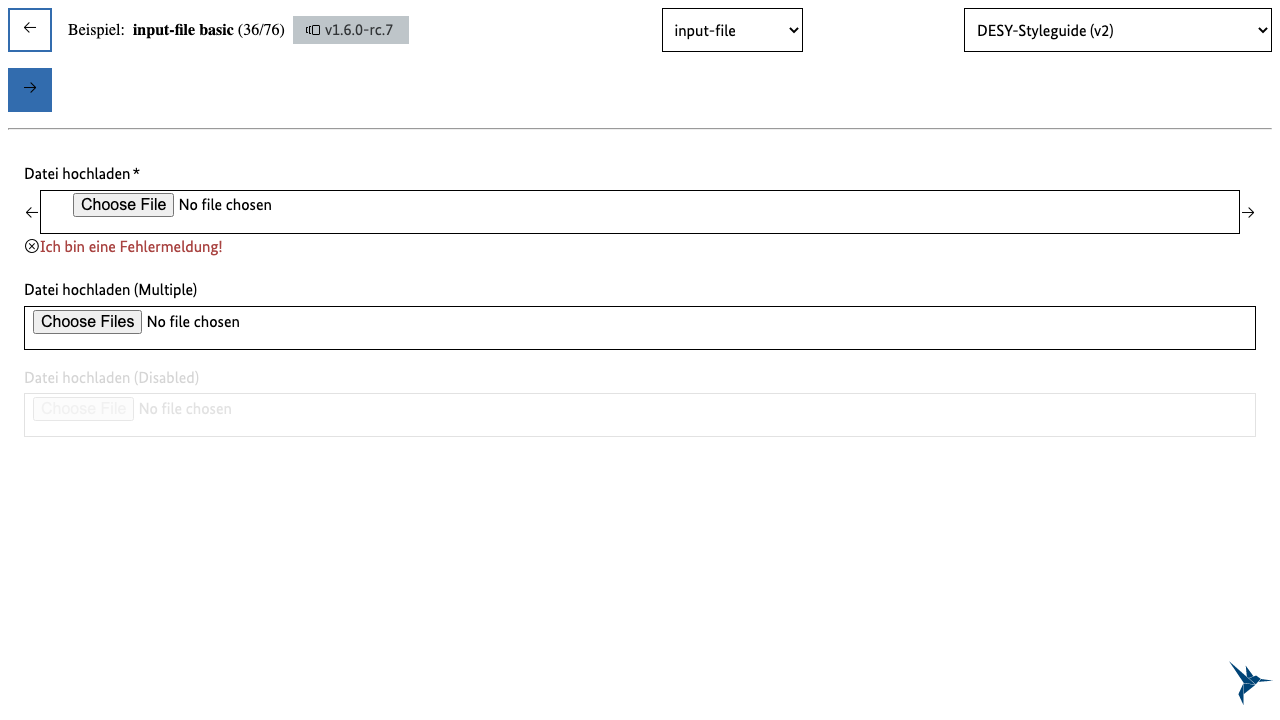 Beispiel: input-file basic (36/76) v1.6.0-rc.7 input-file DESY-Styleguide (v2)
Datei hochladen *
Choose File No file chosen
Ich bin eine Fehlermeldung!
Datei hochladen (Multiple)
Choose Files No file chosen
Datei hochladen (Disabled)
Choose File No file chosen